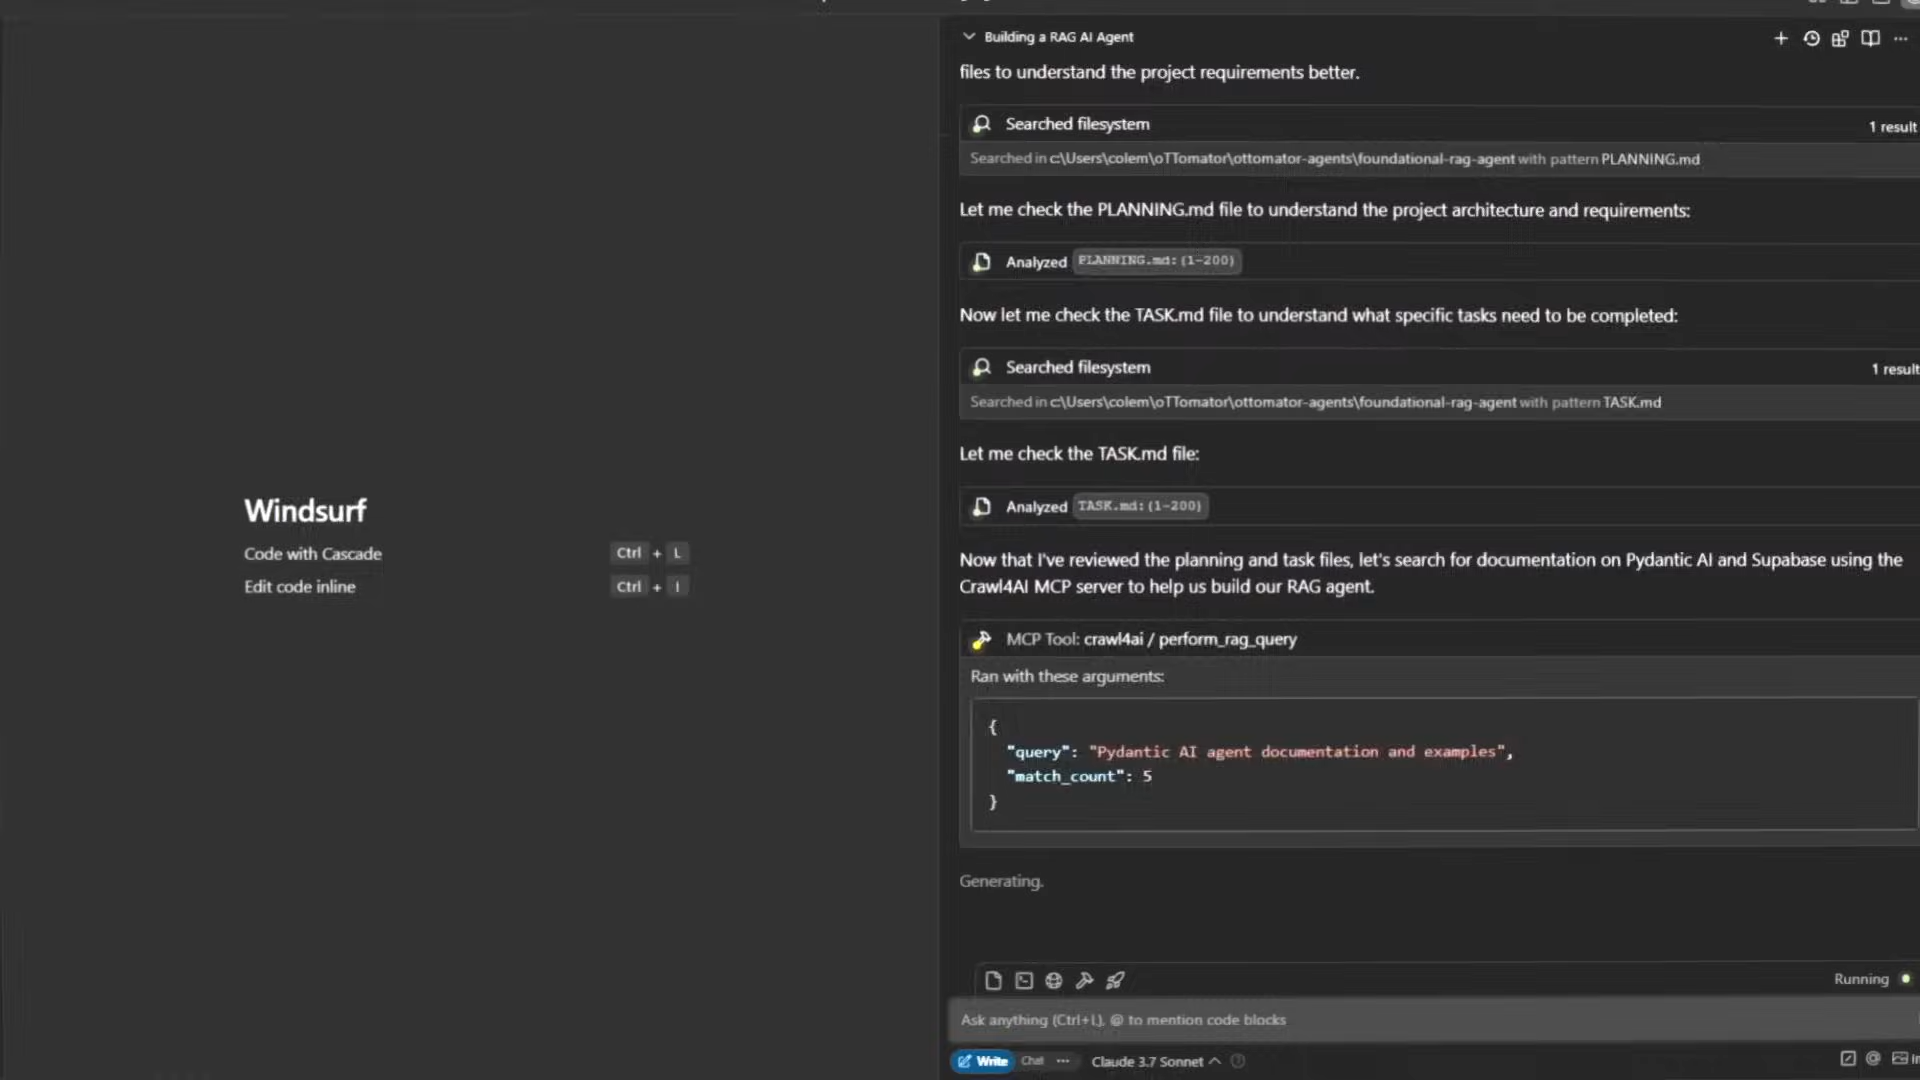 Building a RAG AI Agent
files to understand the project requirements better.
Searched filesystem
1 result
Searched in c:\Users\colem\oTTomator\ottomator-agents\foundational-rag-agent with pattern PLANNING.md
Let me check the PLANNING.md file to understand the project architecture and requirements:
Analyzed PLANNING.md:(1-200)
Now let me check the TASK.md file to understand what specific tasks need to be completed:
Searched filesystem
1 result
Searched in c:\Users\colem\oTTomator\ottomator-agents\foundational-rag-agent with pattern TASK.md
Let me check the TASK.md file:
Analyzed TASK.md:(1-200)
Now that I've reviewed the planning and task files, let's search for documentation on Pydantic AI and Supabase using the
Crawl4AI MCP server to help us build our RAG agent.
MCP Tool: crawl4ai / perform_rag_query
Ran with these arguments:
{
"query": "Pydantic AI agent documentation and examples",
"match_count": 5
}
Generating.
Running
Ask anything (Ctrl+L), @ to mention code blocks
Write Chat ··· Claude 3.7 Sonnet
Windsurf
Code with Cascade Ctrl + L
Edit code inline Ctrl + I